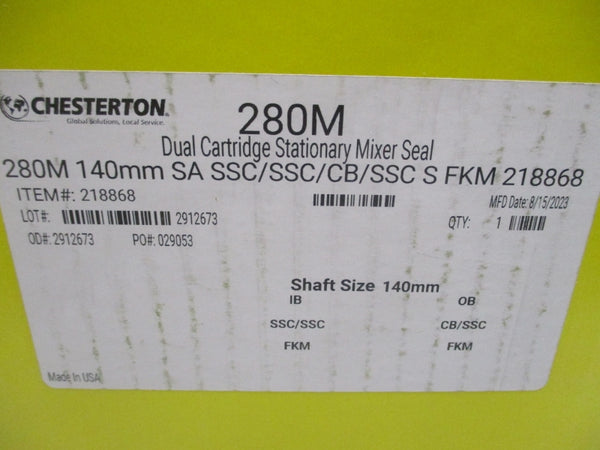 CHESTERTON
Global Solutions, Local Service.
280M
Dual Cartridge Stationary Mixer Seal
280M 140mm SA SSC/SSC/CB/SSC S FKM 218868
ITEM#: 218868
MFD Date: 8/15/2023
LOT#: 2912673
QTY: 1
OD#: 2912673 PO#: 029053
Shaft Size 140mm
IB OB
SSC/SSC CB/SSC
FKM FKM
Made In USA